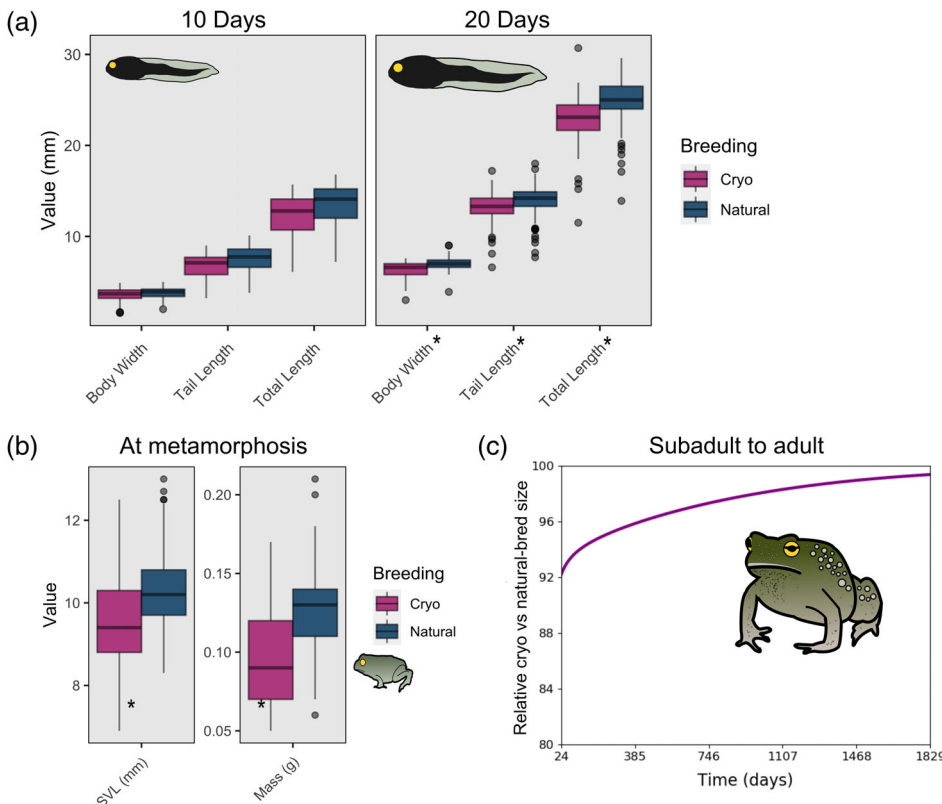 (a)
10 Days
20 Days
Value (mm)
30
20
10
Body Width
Tail Length
Total Length
Body Width*
Tail Length*
Total Length*
Breeding
Cryo
Natural
(b)
At metamorphosis
Value
12
10
8
*
SVL (mm)
0.20
0.15
0.10
0.05
*
Mass (g)
Breeding
Cryo
Natural
(c)
Subadult to adult
Relative cryo vs natural-bred size
100
96
92
88
84
80
24
385
746
1107
1468
1829
Time (days)